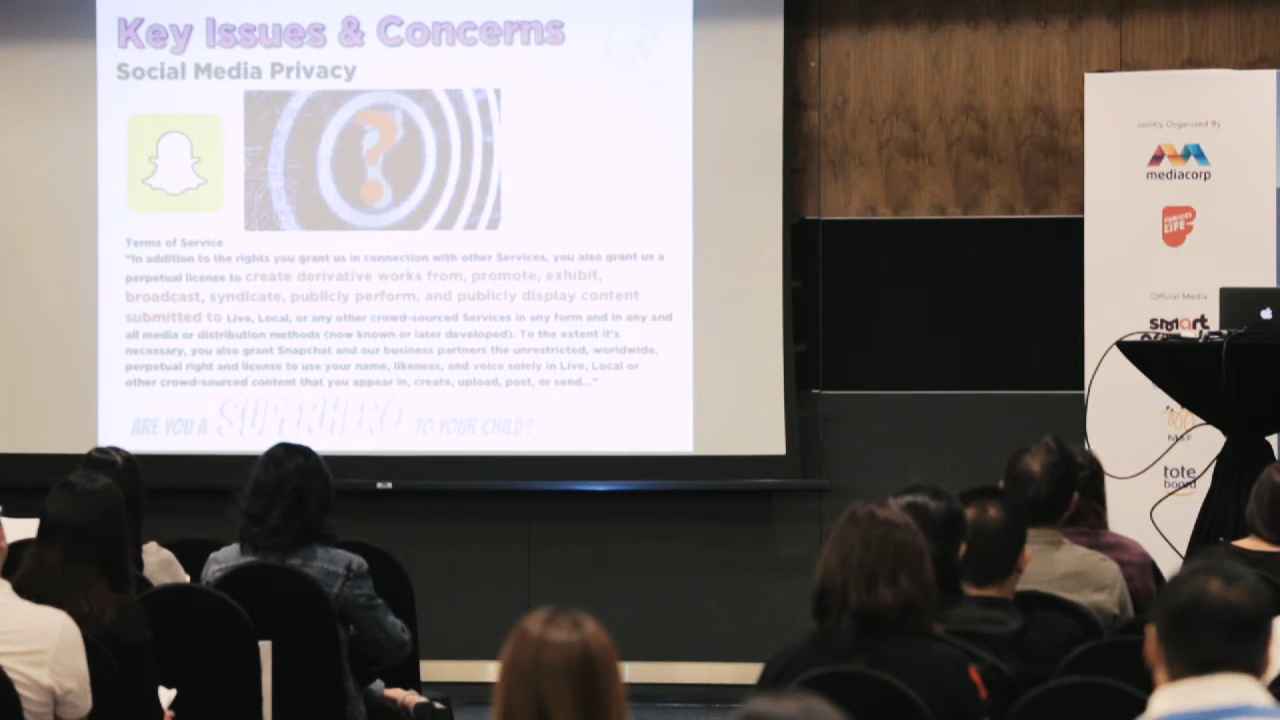 Key Issues & Concerns
Social Media Privacy
Terms of Service
"In addition to the rights you grant us in connection with other Services, you also grant us a
perpetual license to create derivative works from, promote, exhibit,
broadcast, syndicate, publicly perform, and publicly display content
submitted to Live, Local, or any other crowd-sourced Services in any form and in any and
all media or distribution methods (now known or later developed). To the extent it's
necessary, you also grant Snapchat and our business partners the unrestricted, worldwide,
perpetual right and license to use your name, likeness, and voice solely in Live, Local or
other crowd-sourced content that you appear in, create, upload, post, or send..."
ARE YOU A SUPERHERO TO YOUR CHILD?
Jointly Organised By
mediacorp
FAMILIES
LIFE
Official Media
smart
MSF
tote
board